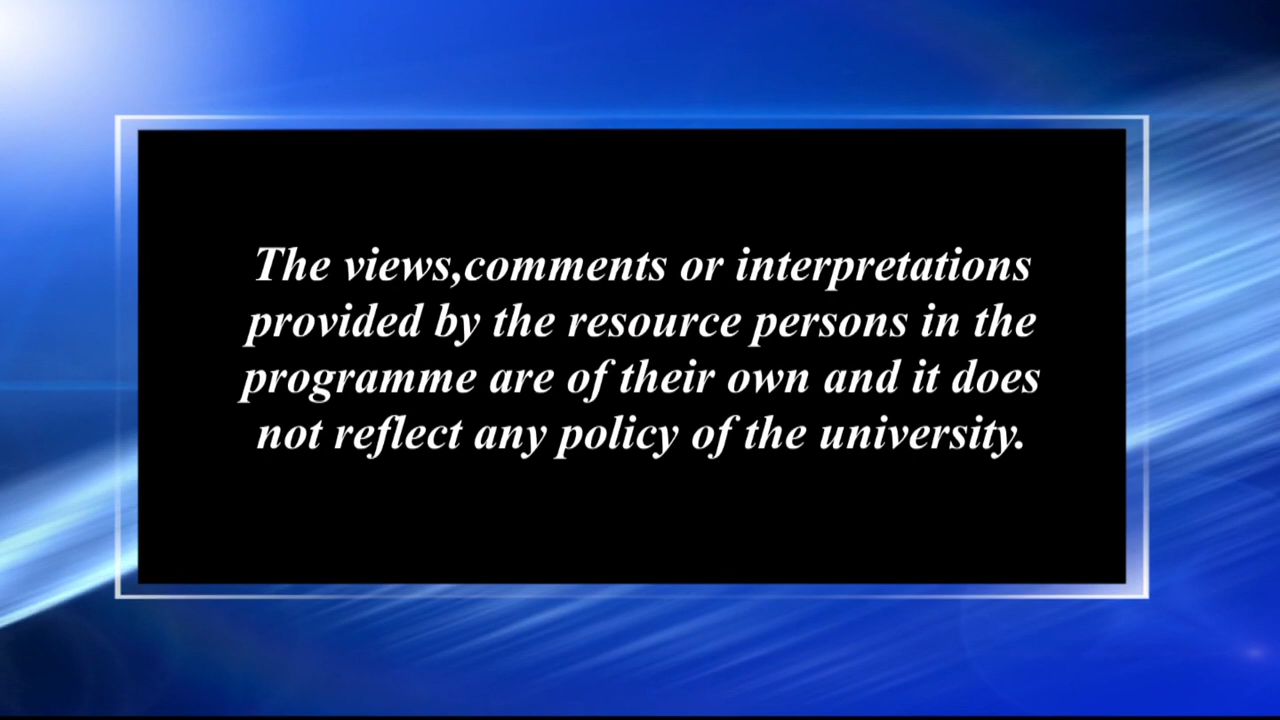 The views,comments or interpretations
provided by the resource persons in the
programme are of their own and it does
not reflect any policy of the university.